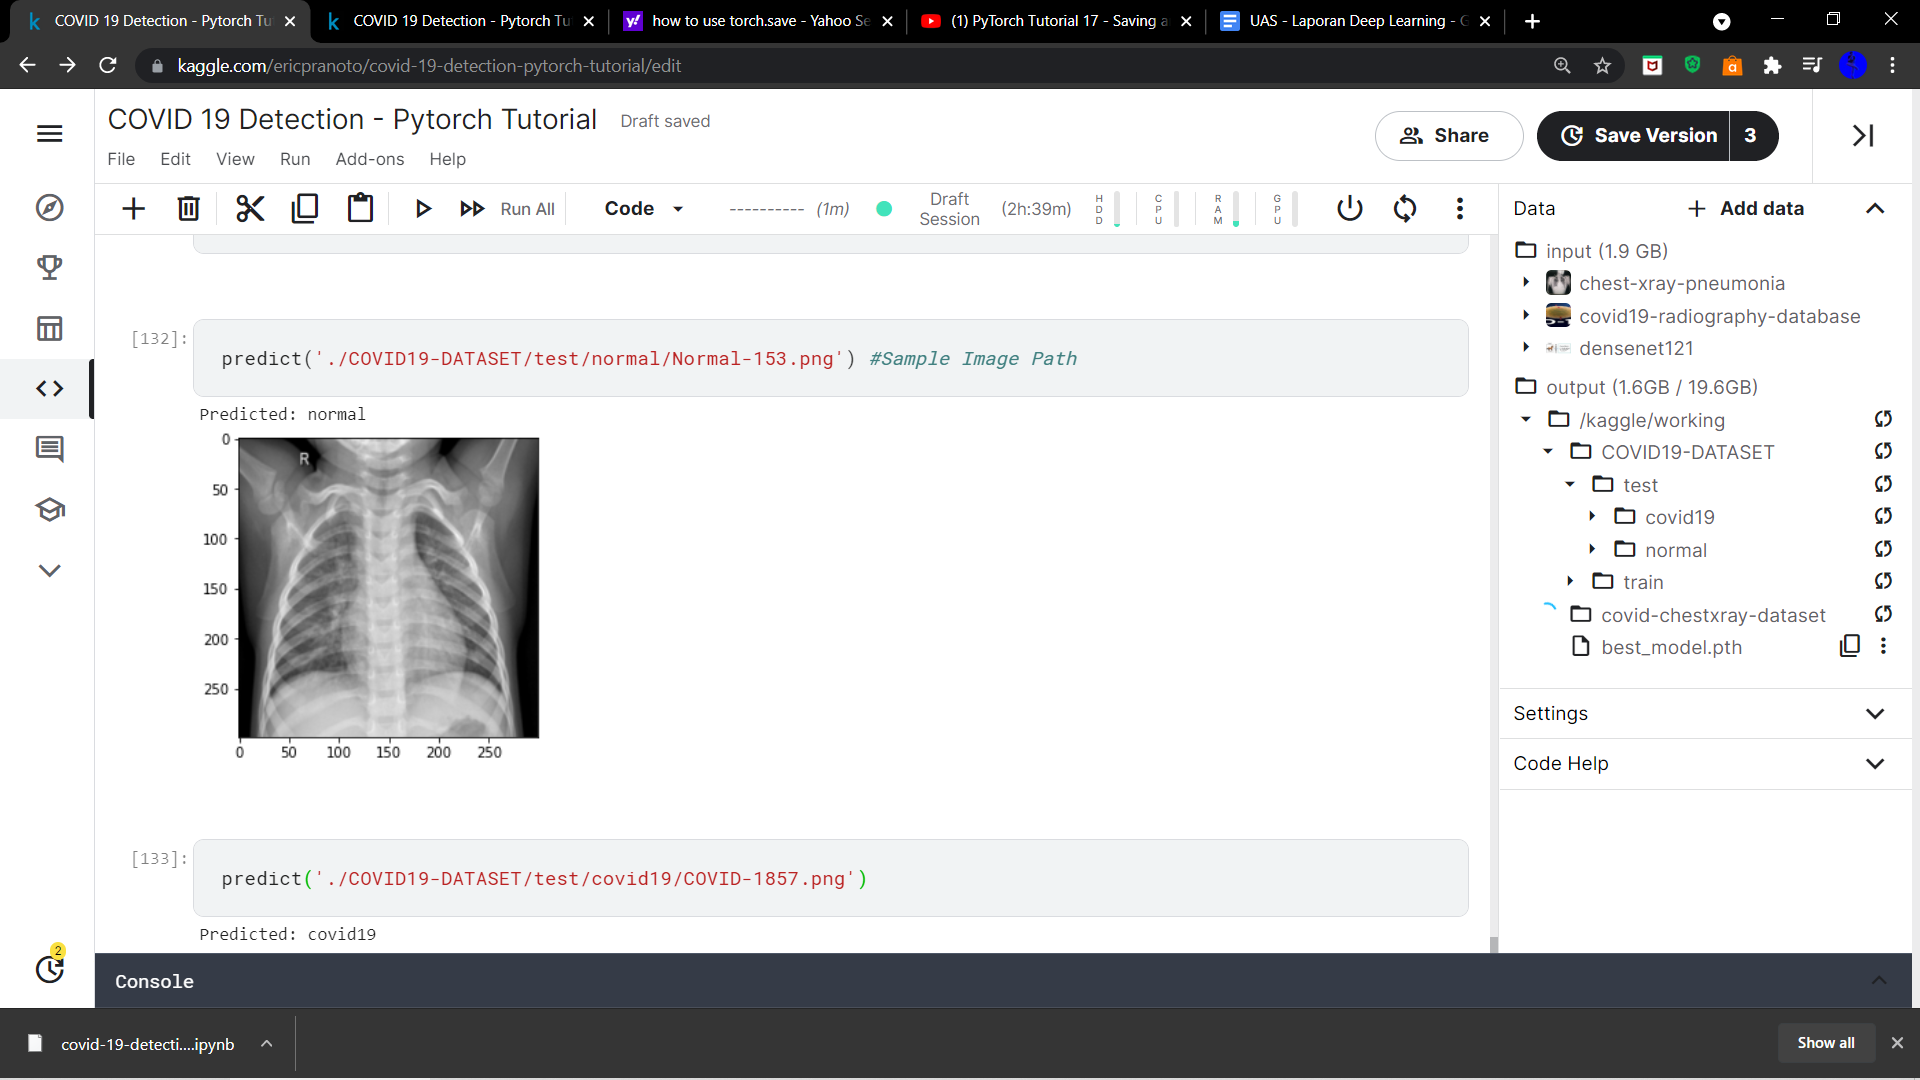 COVID 19 Detection - Pytorch Tu
COVID 19 Detection - Pytorch Tu
how to use torch.save - Yahoo Se
(1) PyTorch Tutorial 17 - Saving a
UAS - Laporan Deep Learning - G
kaggle.com/ericpranoto/covid-19-detection-pytorch-tutorial/edit
COVID 19 Detection - Pytorch Tutorial Draft saved
Share
Save Version 3
File Edit View Run Add-ons Help
Run All Code ---------- (1m) Draft Session (2h:39m) HDD CPU RAM GPU
[132]:
predict('./COVID19-DATASET/test/normal/Normal-153.png') #Sample Image Path
Predicted: normal
R
0
50
100
150
200
250
0 50 100 150 200 250
[133]:
predict('./COVID19-DATASET/test/covid19/COVID-1857.png')
Predicted: covid19
Console
Data + Add data
input (1.9 GB)
chest-xray-pneumonia
covid19-radiography-database
densenet121
output (1.6GB / 19.6GB)
/kaggle/working
COVID19-DATASET
test
covid19
normal
train
covid-chestxray-dataset
best_model.pth
Settings
Code Help
2
covid-19-detecti....ipynb
Show all